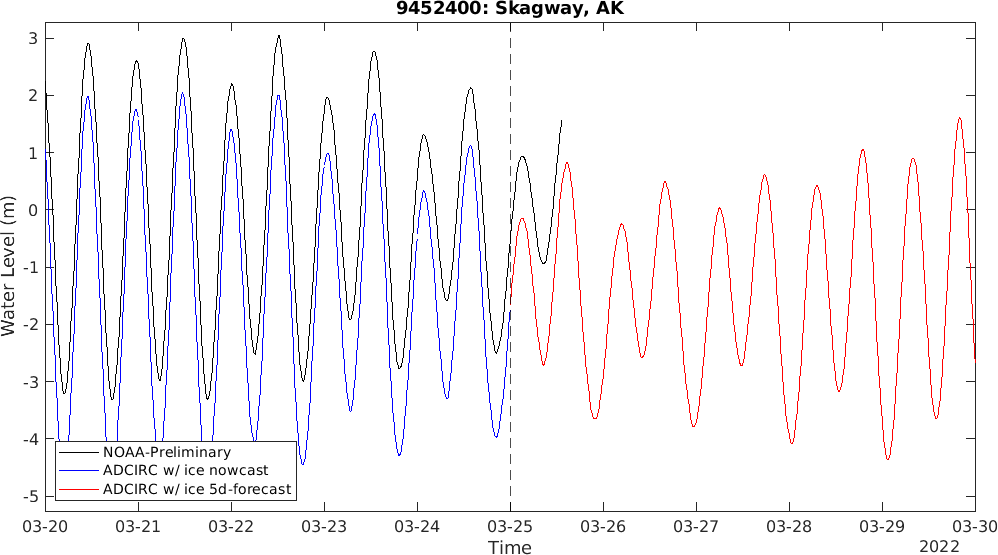 9452400: Skagway, AK
Water Level (m)
3
2
1
0
-1
-2
-3
-4
-5
NOAA-Preliminary
ADCIRC w/ ice nowcast
ADCIRC w/ ice 5d-forecast
03-20 03-21 03-22 03-23 03-24 03-25 03-26 03-27 03-28 03-29 03-30
Time
2022